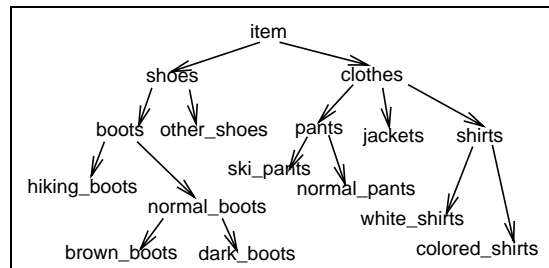 item
shoes clothes
boots other_shoes pants jackets shirts
hiking_boots ski_pants normal_pants
normal_boots white_shirts
brown_boots dark_boots colored_shirts